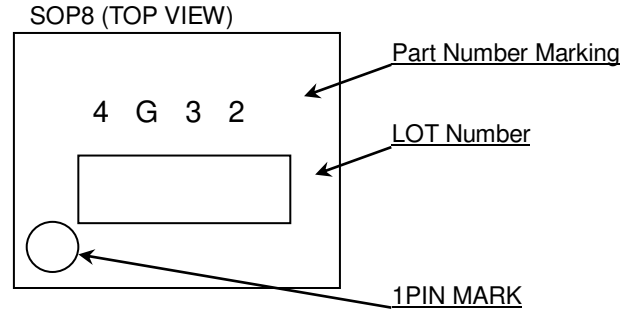 SOP8 (TOP VIEW)
Part Number Marking
4 G 3 2
LOT Number
1PIN MARK